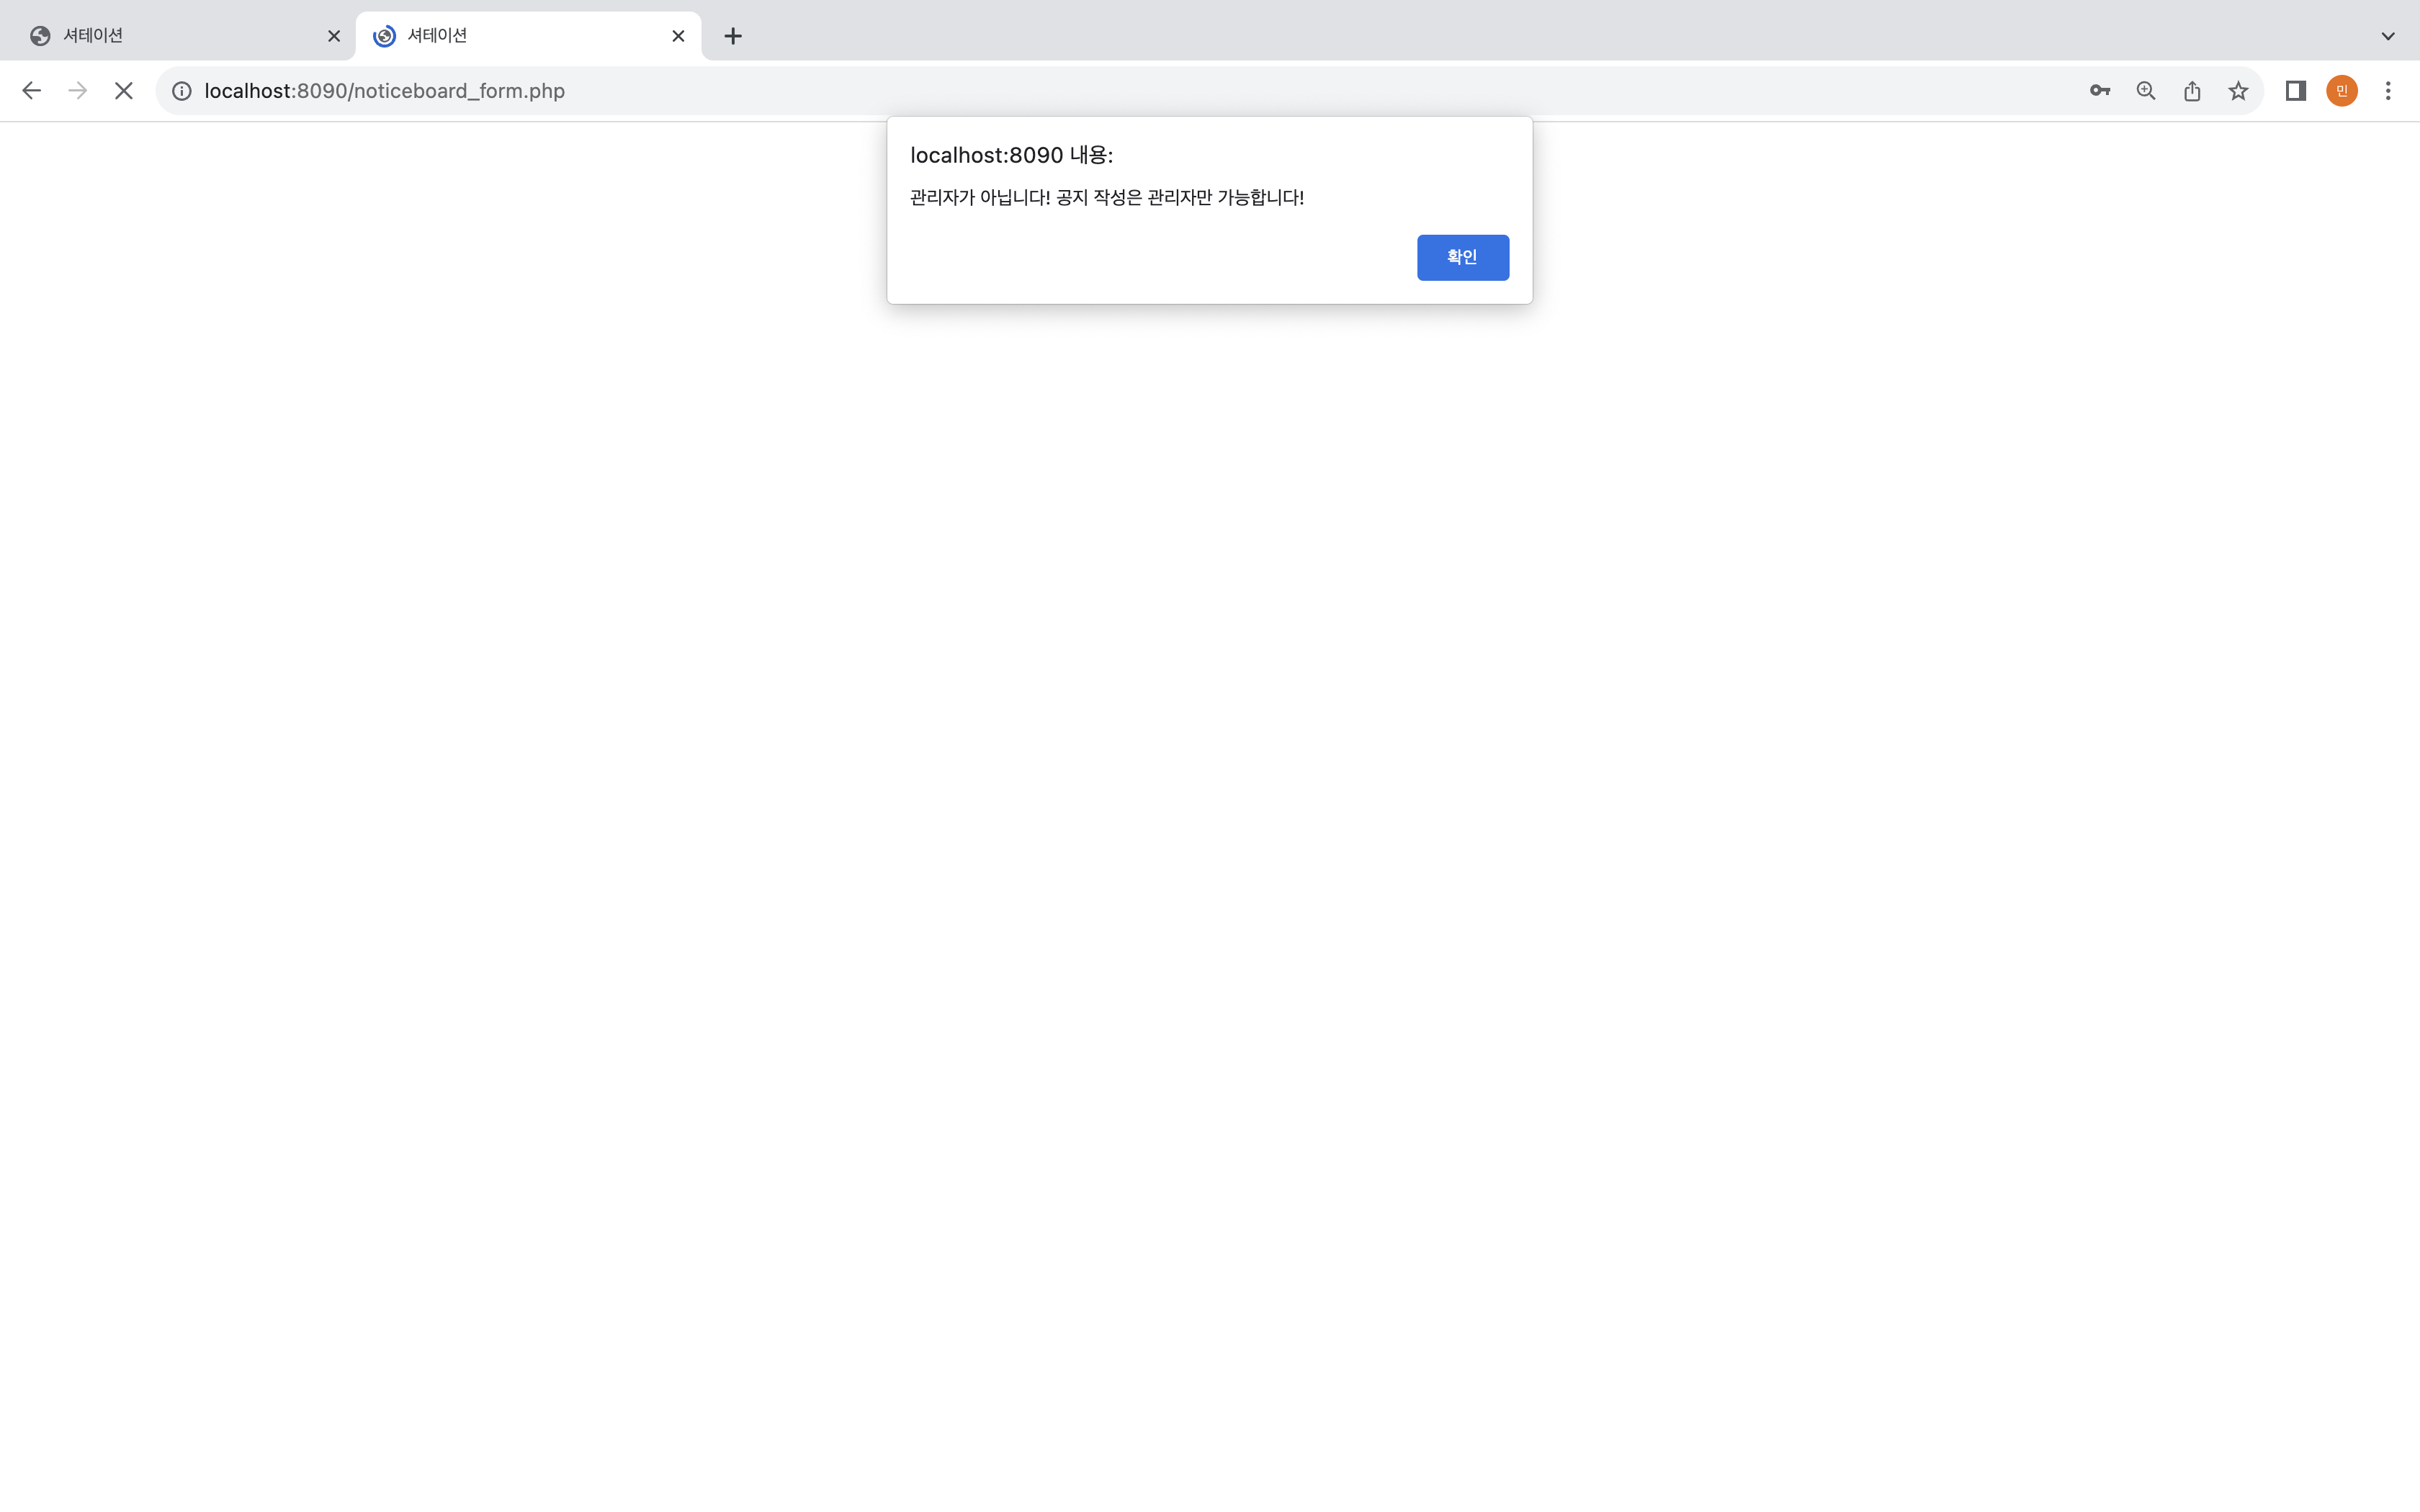 셔테이션
셔테이션
localhost:8090/noticeboard_form.php
민
localhost:8090 내용:
관리자가 아닙니다! 공지 작성은 관리자만 가능합니다!
확인